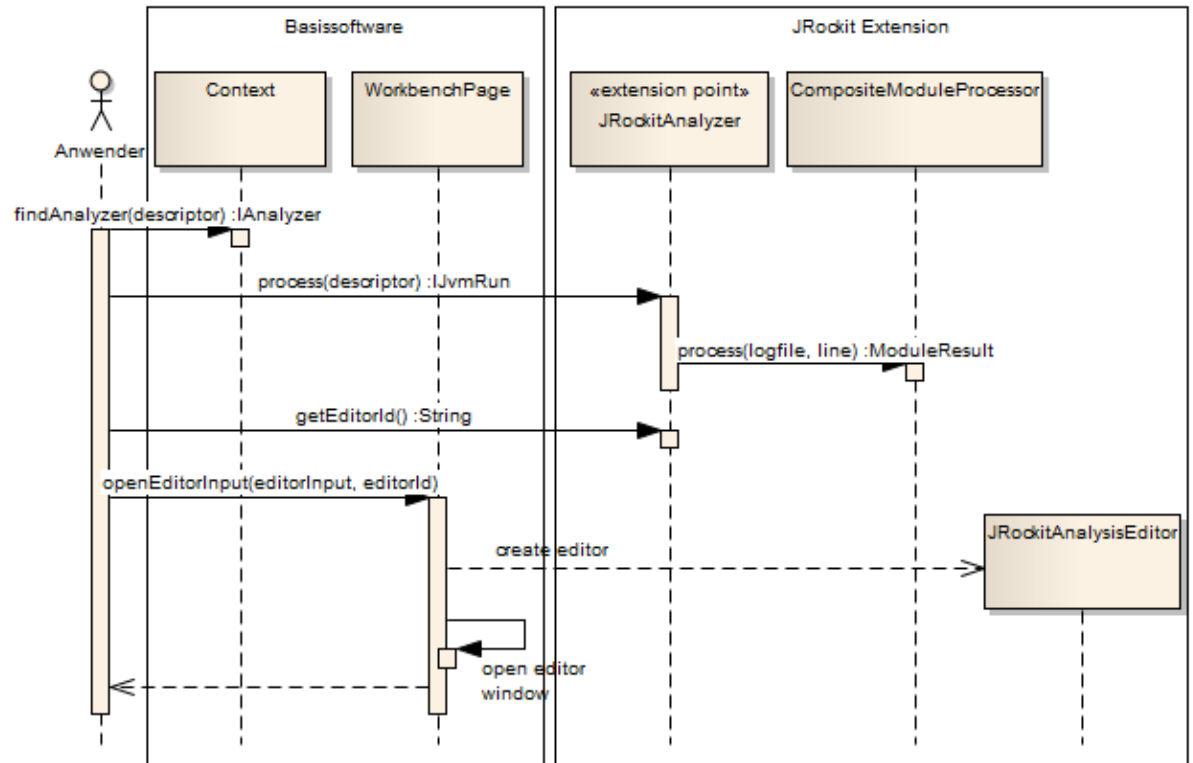 Basissoftware
JRockit Extension
Context
WorkbenchPage
«extension point»
JRockitAnalyzer
CompositeModuleProcessor
Anwender
findAnalyzer(descriptor) :IAnalyzer
process(descriptor) :IJvmRun
process(logfile, line) :ModuleResult
getEditorId() :String
openEditorInput(editorInput, editorId)
JRockitAnalysisEditor
create editor
open editor
window